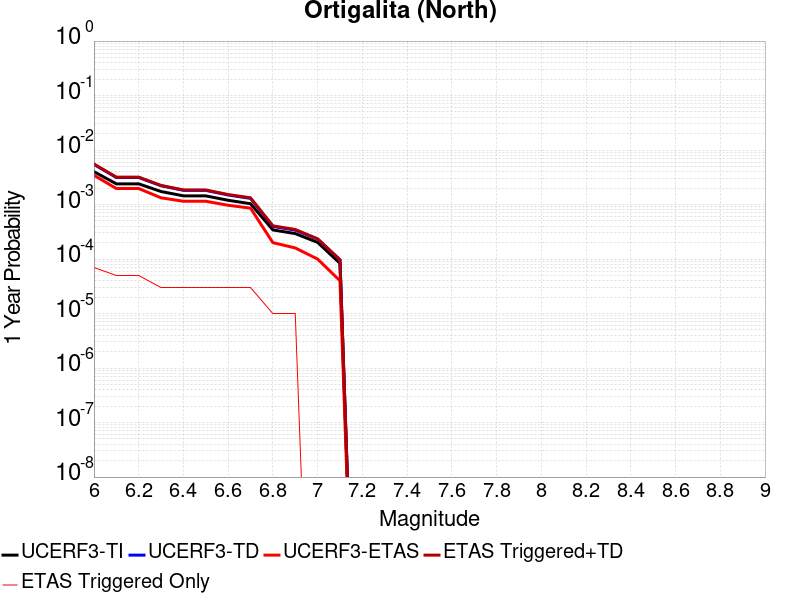 Ortigalita (North)
10^0
10^-1
10^-2
10^-3
10^-4
10^-5
10^-6
10^-7
10^-8
1 Year Probability
6 6.2 6.4 6.6 6.8 7 7.2 7.4 7.6 7.8 8 8.2 8.4 8.6 8.8 9
Magnitude
UCERF3-TI UCERF3-TD UCERF3-ETAS ETAS Triggered+TD
ETAS Triggered Only